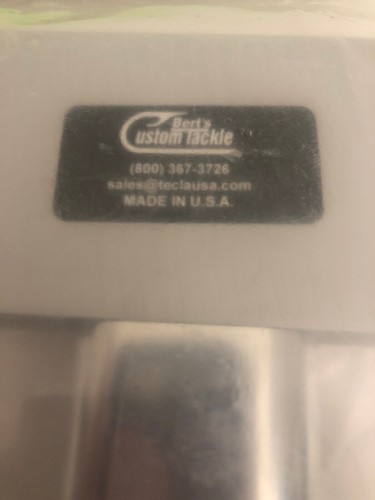 Bert's
Custom Tackle
(800) 367-3726
sales@teclausa.com
MADE IN U.S.A.